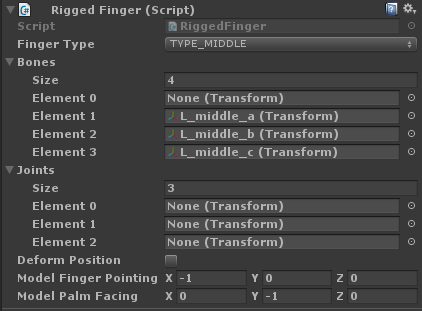 Rigged Finger (Script)
Script RiggedFinger
Finger Type TYPE_MIDDLE
Bones
Size 4
Element 0 None (Transform)
Element 1 L_middle_a (Transform)
Element 2 L_middle_b (Transform)
Element 3 L_middle_c (Transform)
Joints
Size 3
Element 0 None (Transform)
Element 1 None (Transform)
Element 2 None (Transform)
Deform Position
Model Finger Pointing X -1 Y 0 Z 0
Model Palm Facing X 0 Y -1 Z 0